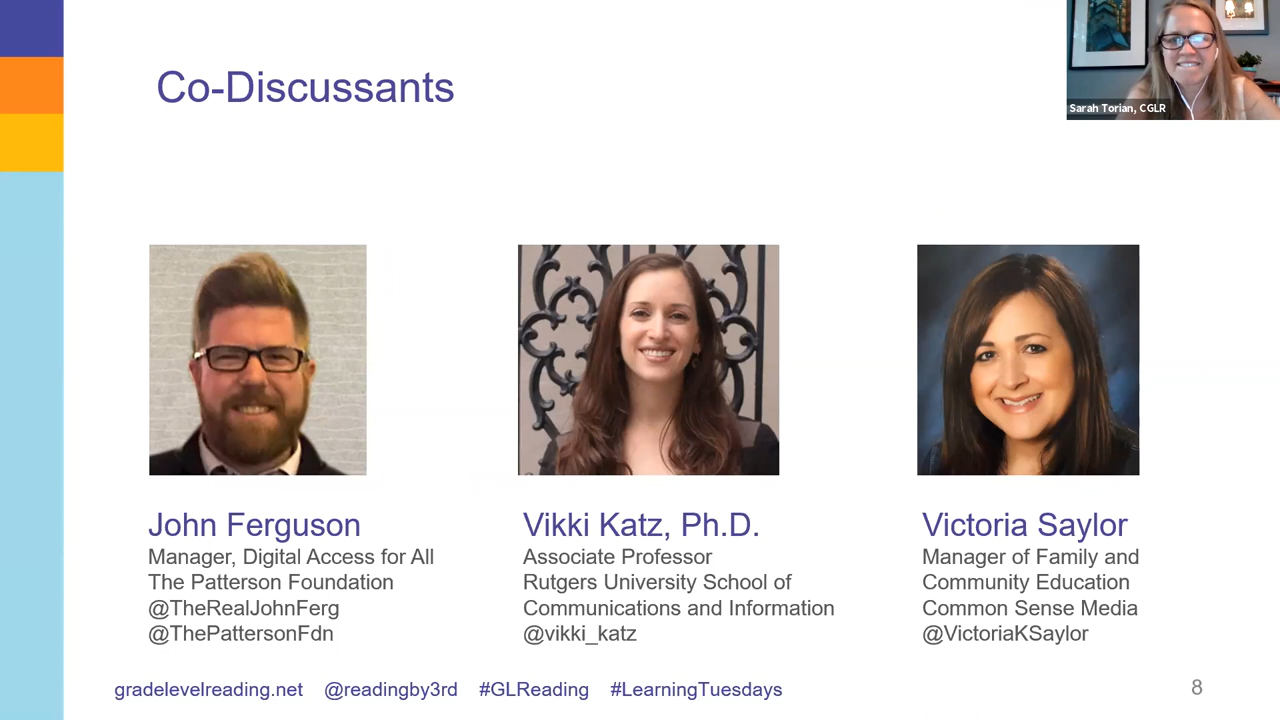 Co-Discussants
Sarah Torian, CGLR
John Ferguson
Manager, Digital Access for All
The Patterson Foundation
@TheRealJohnFerg
@ThePattersonFdn
Vikki Katz, Ph.D.
Associate Professor
Rutgers University School of
Communications and Information
@vikki_katz
Victoria Saylor
Manager of Family and
Community Education
Common Sense Media
@VictoriaKSaylor
gradelevelreading.net @readingby3rd #GLReading #LearningTuesdays
8